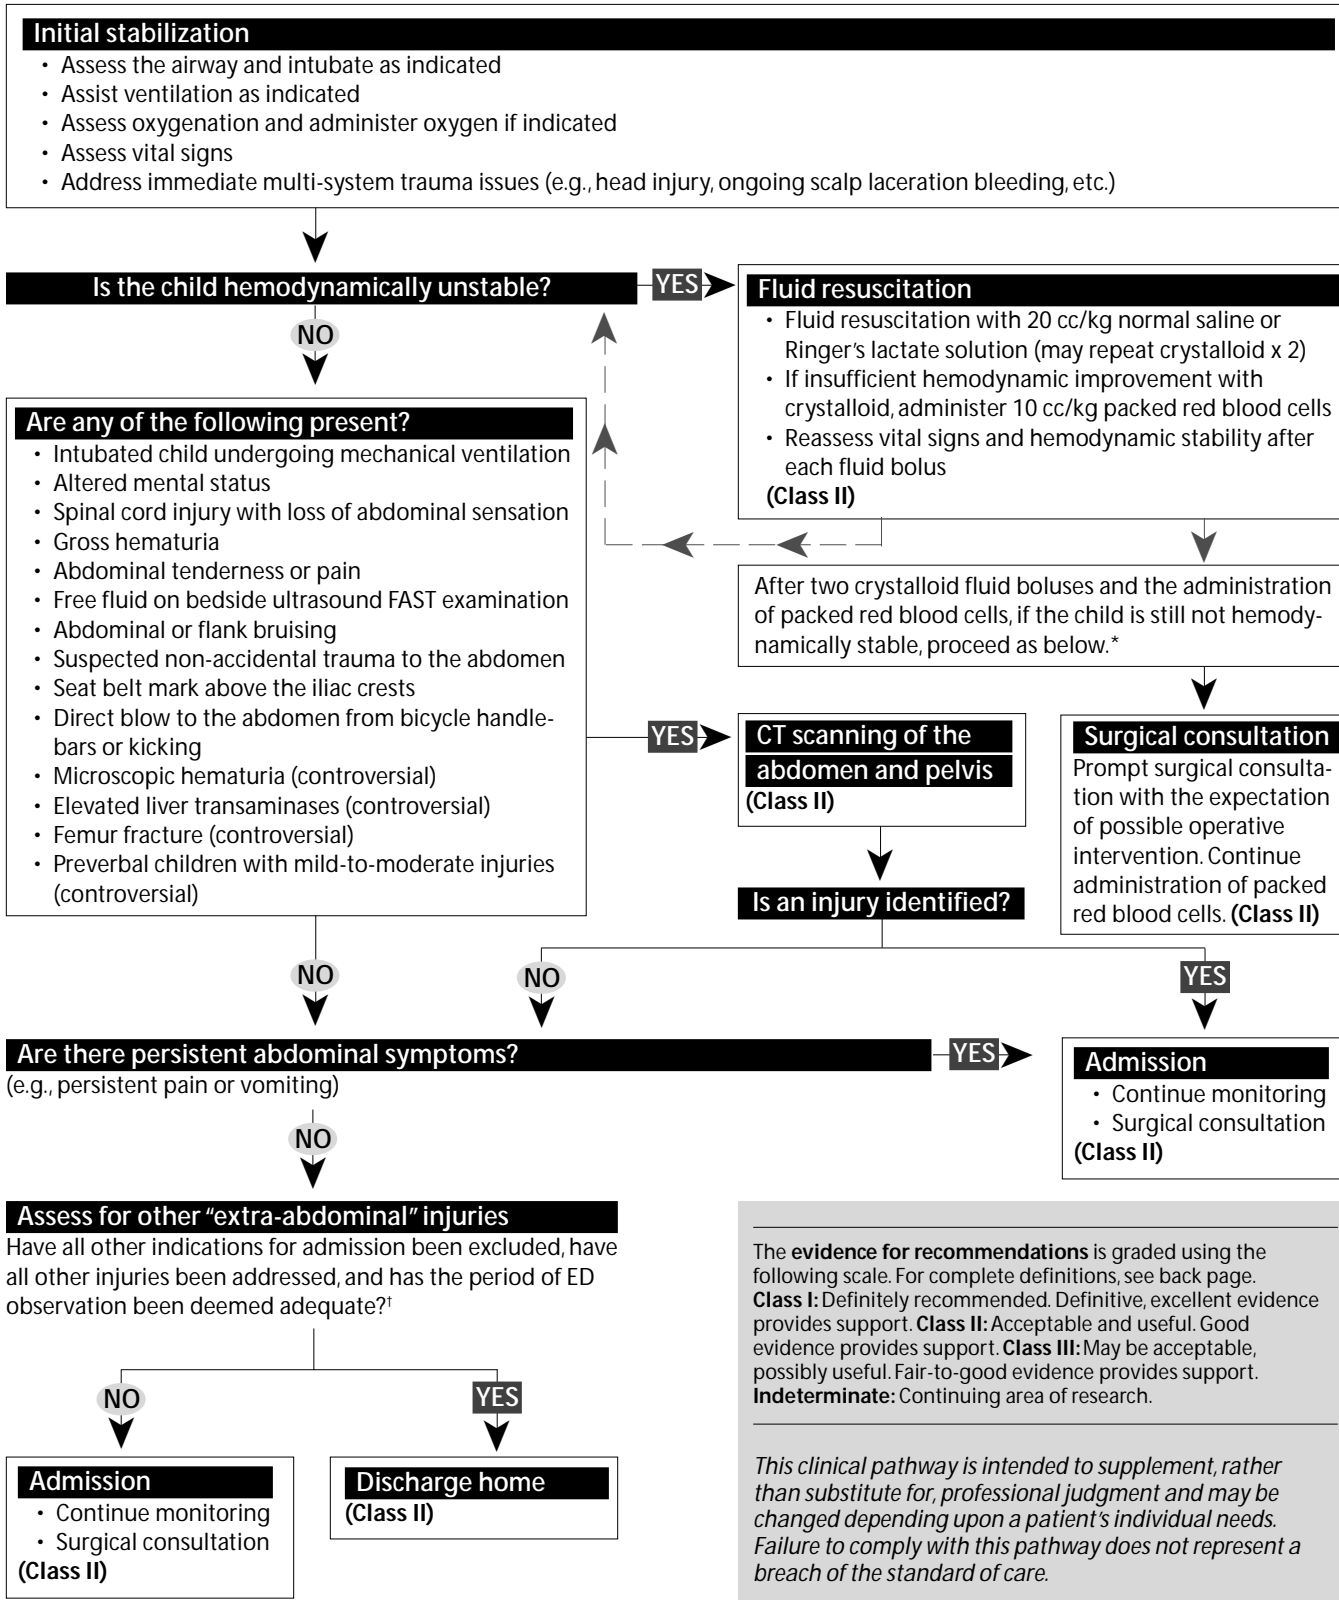 Initial stabilization
• Assess the airway and intubate as indicated
• Assist ventilation as indicated
• Assess oxygenation and administer oxygen if indicated
• Assess vital signs
• Address immediate multi-system trauma issues (e.g., head injury, ongoing scalp laceration bleeding, etc.)
Is the child hemodynamically unstable?
YES
NO
Fluid resuscitation
• Fluid resuscitation with 20 cc/kg normal saline or
Ringer's lactate solution (may repeat crystalloid x 2)
• If insufficient hemodynamic improvement with
crystalloid, administer 10 cc/kg packed red blood cells
• Reassess vital signs and hemodynamic stability after
each fluid bolus
(Class II)
Are any of the following present?
• Intubated child undergoing mechanical ventilation
• Altered mental status
• Spinal cord injury with loss of abdominal sensation
• Gross hematuria
• Abdominal tenderness or pain
• Free fluid on bedside ultrasound FAST examination
• Abdominal or flank bruising
• Suspected non-accidental trauma to the abdomen
• Seat belt mark above the iliac crests
• Direct blow to the abdomen from bicycle handle-
bars or kicking
• Microscopic hematuria (controversial)
• Elevated liver transaminases (controversial)
• Femur fracture (controversial)
• Preverbal children with mild-to-moderate injuries
(controversial)
After two crystalloid fluid boluses and the administration
of packed red blood cells, if the child is still not hemody-
namically stable, proceed as below.*
YES
CT scanning of the
abdomen and pelvis
(Class II)
Surgical consultation
Prompt surgical consulta-
tion with the expectation
of possible operative
intervention. Continue
administration of packed
red blood cells. (Class II)
Is an injury identified?
NO
NO
YES
Are there persistent abdominal symptoms?
(e.g., persistent pain or vomiting)
YES
Admission
• Continue monitoring
• Surgical consultation
(Class II)
NO
Assess for other “extra-abdominal” injuries
Have all other indications for admission been excluded, have
all other injuries been addressed, and has the period of ED
observation been deemed adequate?†
NO
YES
Admission
• Continue monitoring
• Surgical consultation
(Class II)
Discharge home
(Class II)
The evidence for recommendations is graded using the
following scale. For complete definitions, see back page.
Class I: Definitely recommended. Definitive, excellent evidence
provides support. Class II: Acceptable and useful. Good
evidence provides support. Class III: May be acceptable,
possibly useful. Fair-to-good evidence provides support.
Indeterminate: Continuing area of research.
This clinical pathway is intended to supplement, rather
than substitute for, professional judgment and may be
changed depending upon a patient's individual needs.
Failure to comply with this pathway does not represent a
breach of the standard of care.